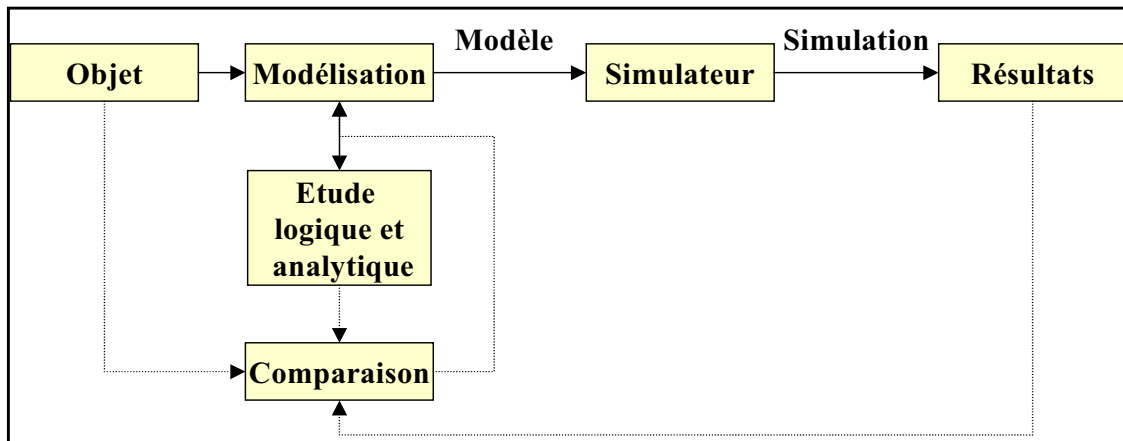 Modèle
Simulation
Objet
Modélisation
Simulateur
Résultats
Etude
logique et
analytique
Comparaison